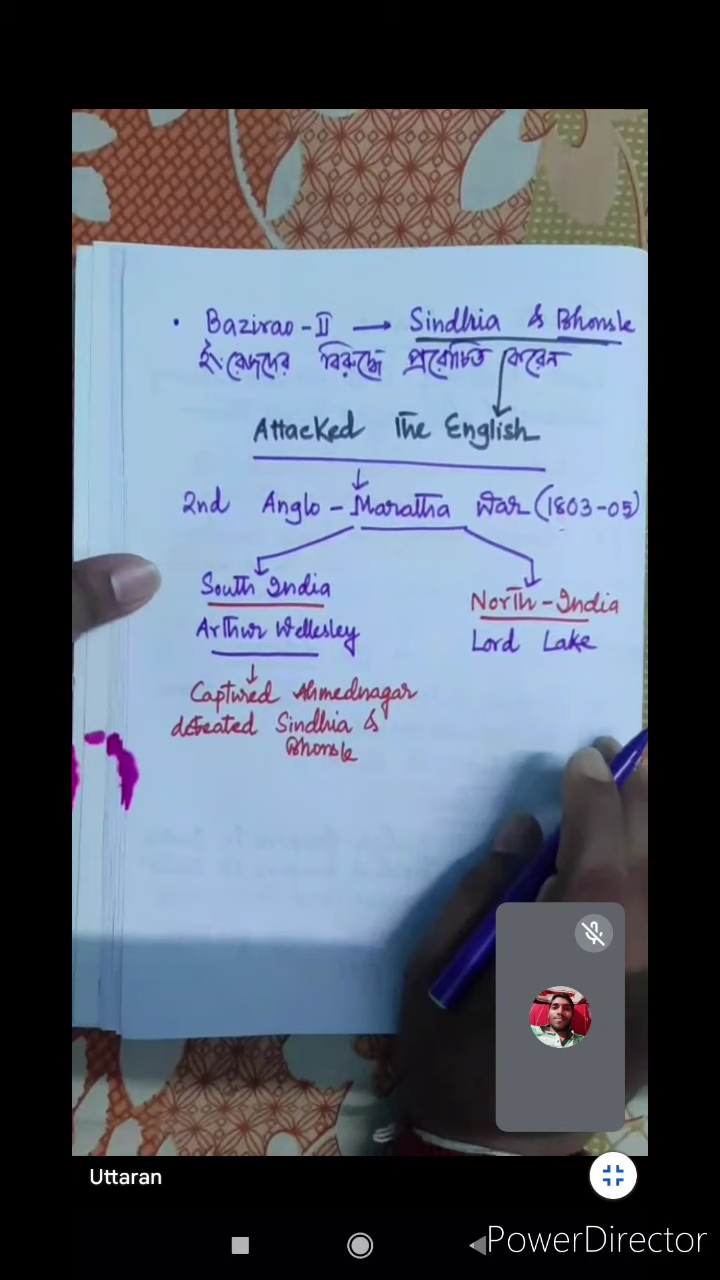 • Bazirao-II → Sindhia & Bhonsle
ইংরেজদের বিরুদ্ধে প্ররোচিত করেন
Attacked The English
2nd Anglo-Maratha War (1803-05)
South India
North-India
Arthur Wellesley
Lord Lake
Captured Ahmednagar
defeated Sindhia &
Bhonsle
Uttaran
PowerDirector